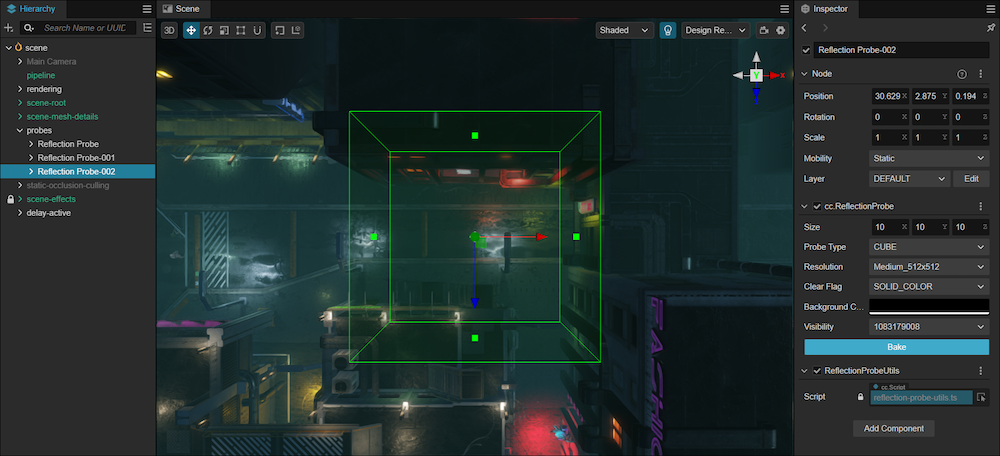 Hierarchy
Search Name or UUID
scene
Main Camera
pipeline
rendering
scene-root
scene-mesh-details
probes
Reflection Probe
Reflection Probe-001
Reflection Probe-002
static-occlusion-culling
scene-effects
delay-active
Scene
3D
Shaded
Design Re...
Y
X
Inspector
Reflection Probe-002
Node
Position 30.629 X 2.875 Y 0.194 Z
Rotation 0 X 0 Y 0 Z
Scale 1 X 1 Y 1 Z
Mobility Static
Layer DEFAULT Edit
cc.ReflectionProbe
Size 10 X 10 Y 10 Z
Probe Type CUBE
Resolution Medium_512x512
Clear Flag SOLID_COLOR
Background C...
Visibility 1083179008
Bake
ReflectionProbeUtils
cc.Script
Script reflection-probe-utils.ts
Add Component